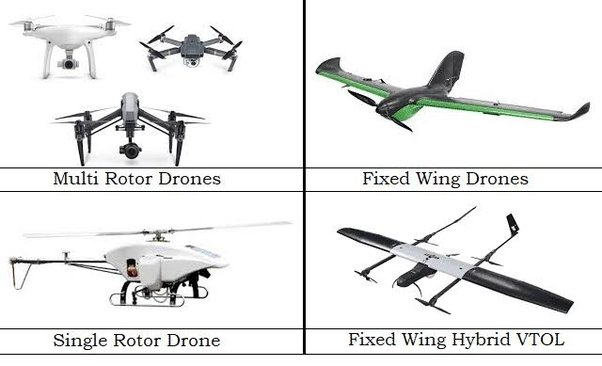 Multi Rotor Drones
Fixed Wing Drones
Single Rotor Drone
Fixed Wing Hybrid VTOL